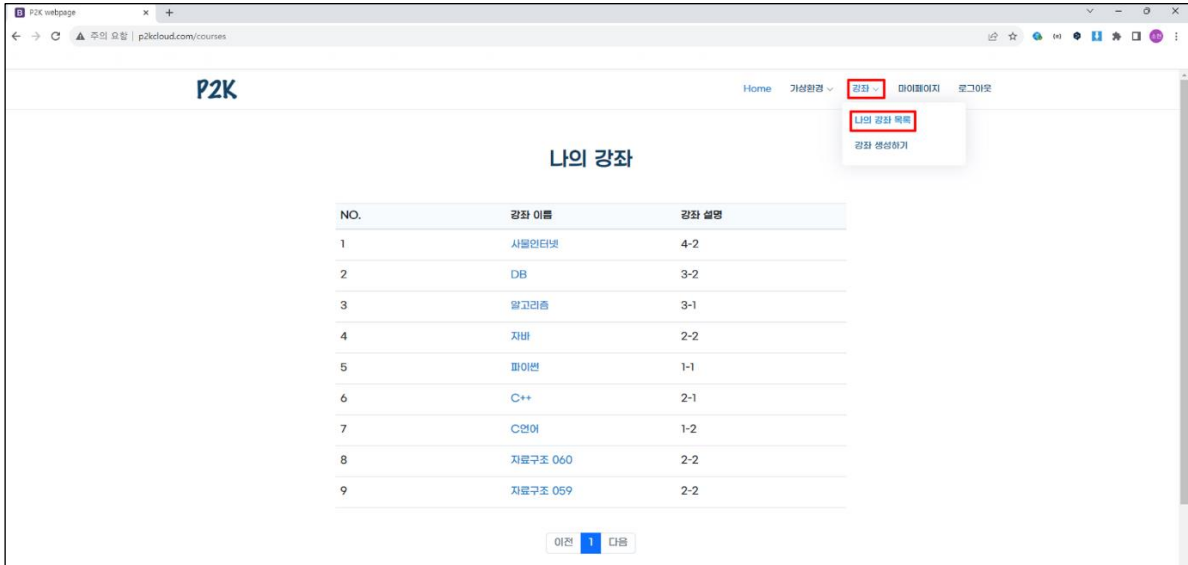 P2K webpage
주의 요함 | p2kcloud.com/courses
P2K
Home 가상환경 강좌 마이페이지 로그아웃
나의 강좌 목록
강좌 생성하기
나의 강좌
NO. 강좌 이름 강좌 설명
1 사물인터넷 4-2
2 DB 3-2
3 알고리즘 3-1
4 자바 2-2
5 파이썬 1-1
6 C++ 2-1
7 C언어 1-2
8 자료구조 060 2-2
9 자료구조 059 2-2
이전 1 다음